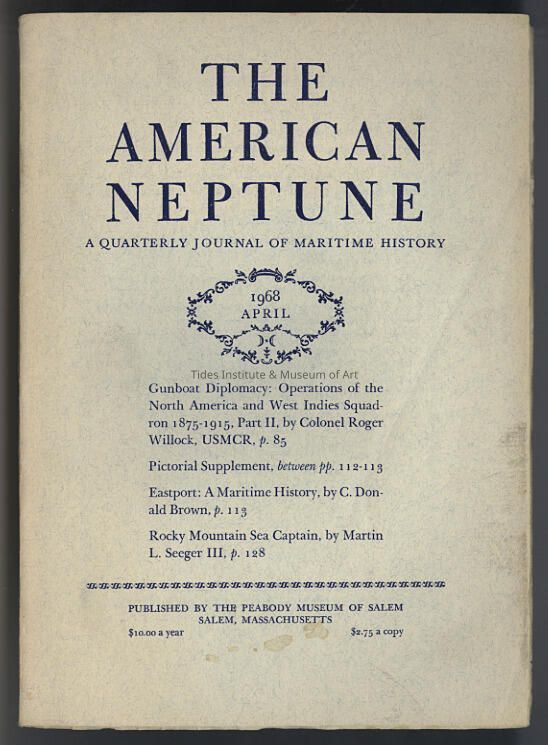 THE
AMERICAN
NEPTUNE
A QUARTERLY JOURNAL OF MARITIME HISTORY
1968
APRIL
Tides Institute & Museum of Art
Gunboat Diplomacy: Operations of the
North America and West Indies Squad-
ron 1875-1915, Part II, by Colonel Roger
Willock, USMCR, p. 85
Pictorial Supplement, between pp. 112-113
Eastport: A Maritime History, by C. Don-
ald Brown, p. 113
Rocky Mountain Sea Captain, by Martin
L. Seeger III, p. 128
PUBLISHED BY THE PEABODY MUSEUM OF SALEM
SALEM, MASSACHUSETTS
$10.00 a year $2.75 a copy